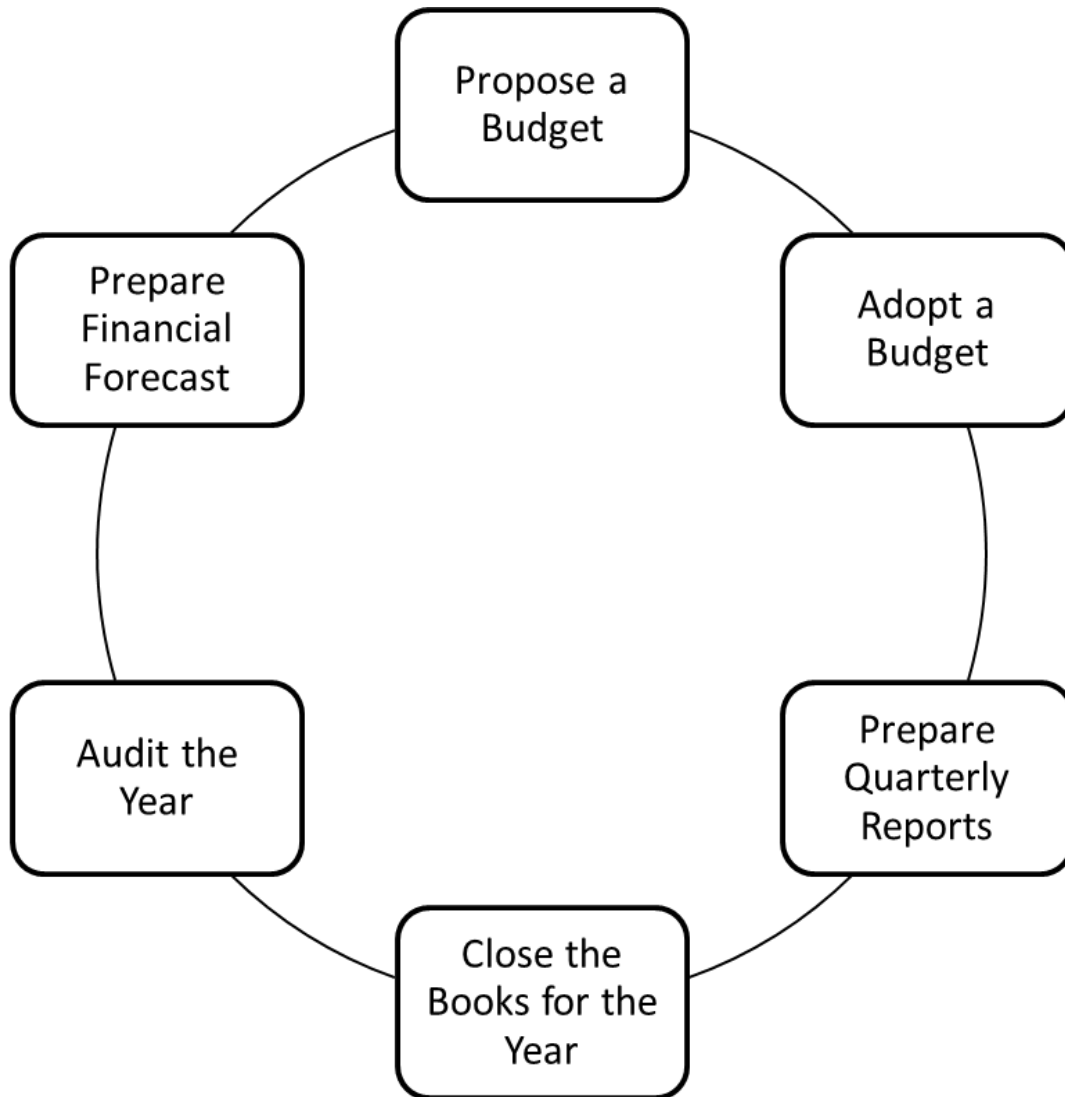 Propose a
Budget
Adopt a
Budget
Prepare
Quarterly
Reports
Close the
Books for the
Year
Audit the
Year
Prepare
Financial
Forecast